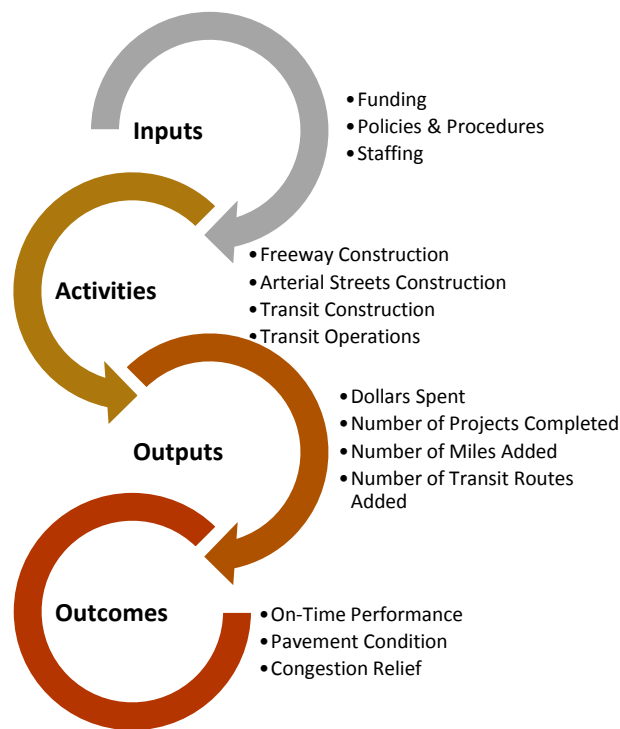 Inputs
•Funding
•Policies & Procedures
•Staffing
Activities
•Freeway Construction
•Arterial Streets Construction
•Transit Construction
•Transit Operations
Outputs
•Dollars Spent
•Number of Projects Completed
•Number of Miles Added
•Number of Transit Routes
Added
Outcomes
•On-Time Performance
•Pavement Condition
•Congestion Relief